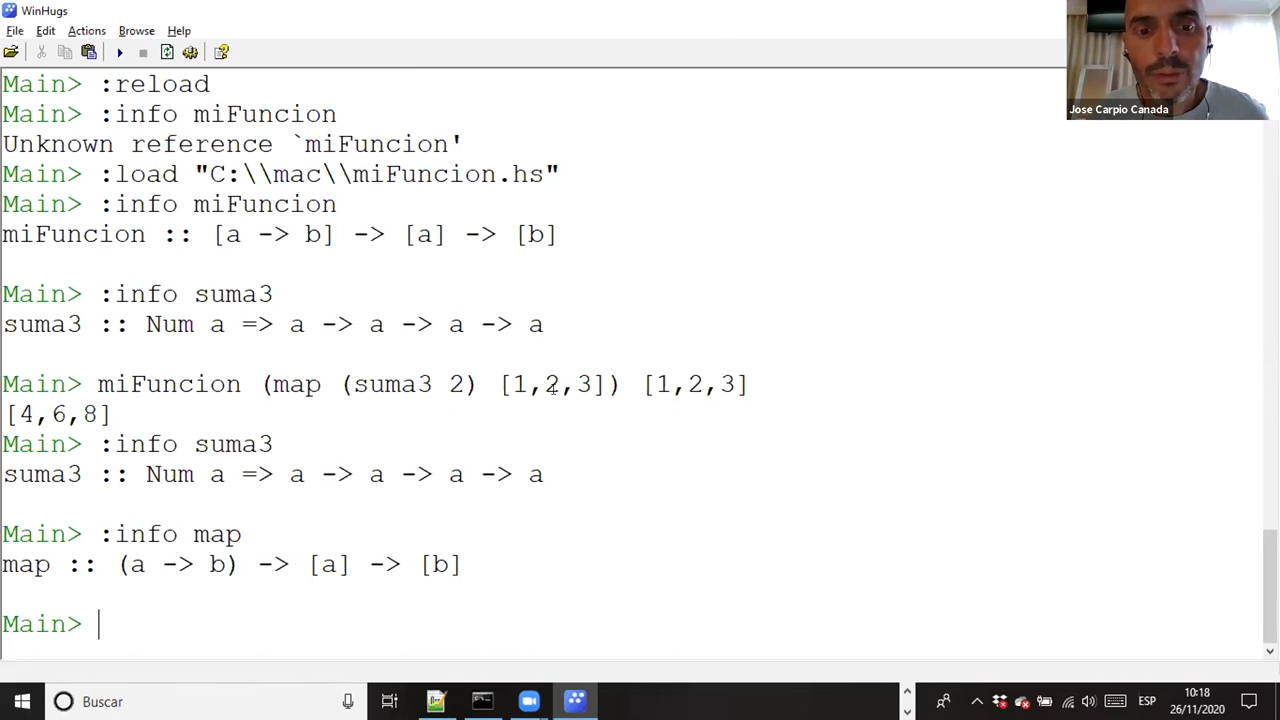 WinHugs
File Edit Actions Browse Help
Main> :reload
Main> :info miFuncion
Unknown reference `miFuncion'
Main> :load "C:\\mac\\miFuncion.hs"
Main> :info miFuncion
miFuncion :: [a -> b] -> [a] -> [b]
Main> :info suma3
suma3 :: Num a => a -> a -> a -> a
Main> miFuncion (map (suma3 2) [1,2,3]) [1,2,3]
[4,6,8]
Main> :info suma3
suma3 :: Num a => a -> a -> a -> a
Main> :info map
map :: (a -> b) -> [a] -> [b]
Main>
Jose Carpio Canada
Buscar
ESP
10:18
26/11/2020